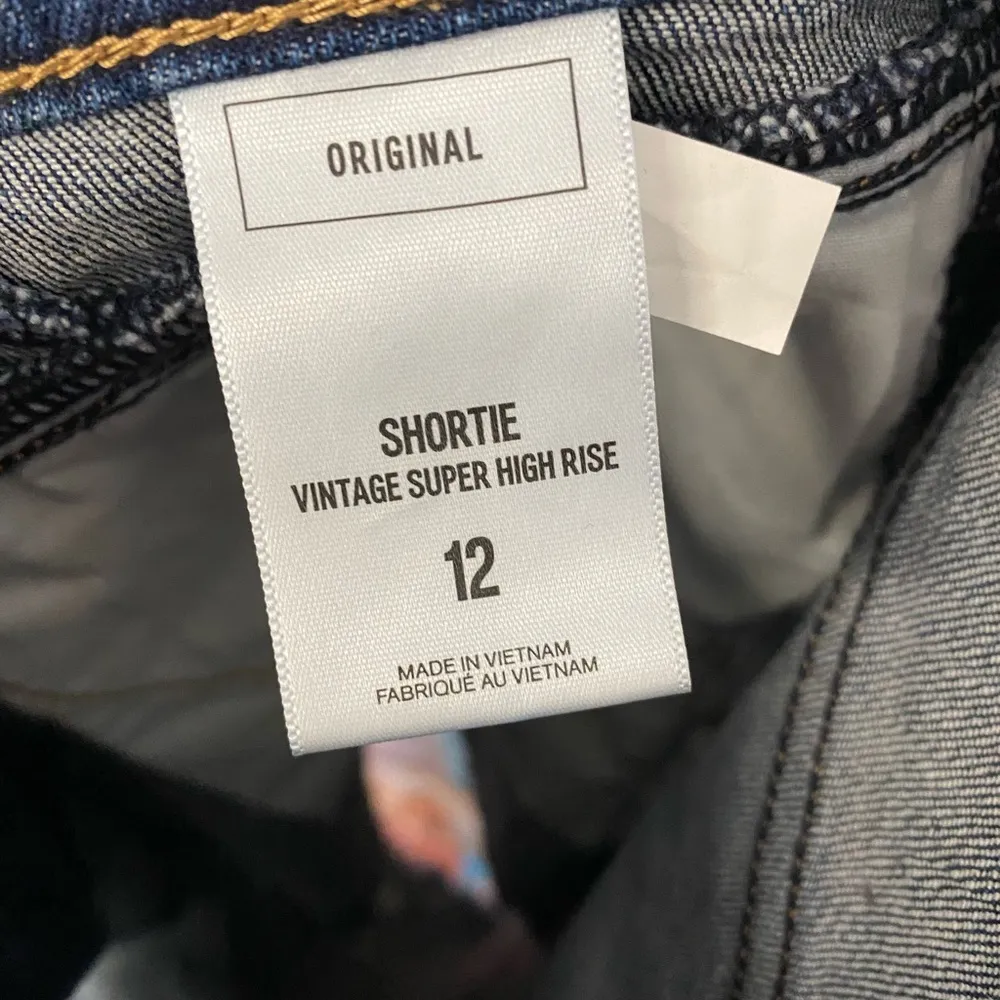 ORIGINAL
SHORTIE
VINTAGE SUPER HIGH RISE
12
MADE IN VIETNAM
FABRIQUÉ AU VIETNAM